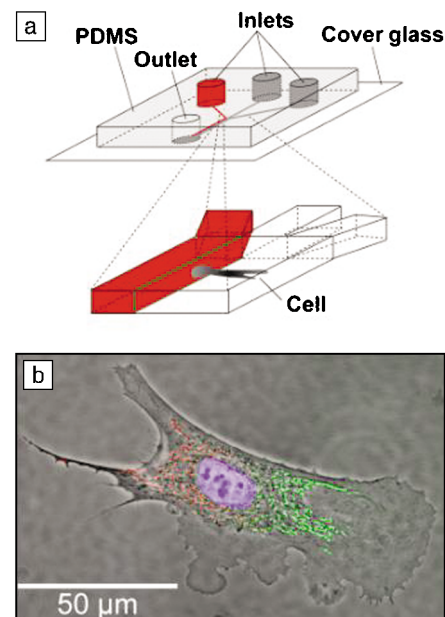 a
Inlets
PDMS
Cover glass
Outlet
Cell
b
50 μm